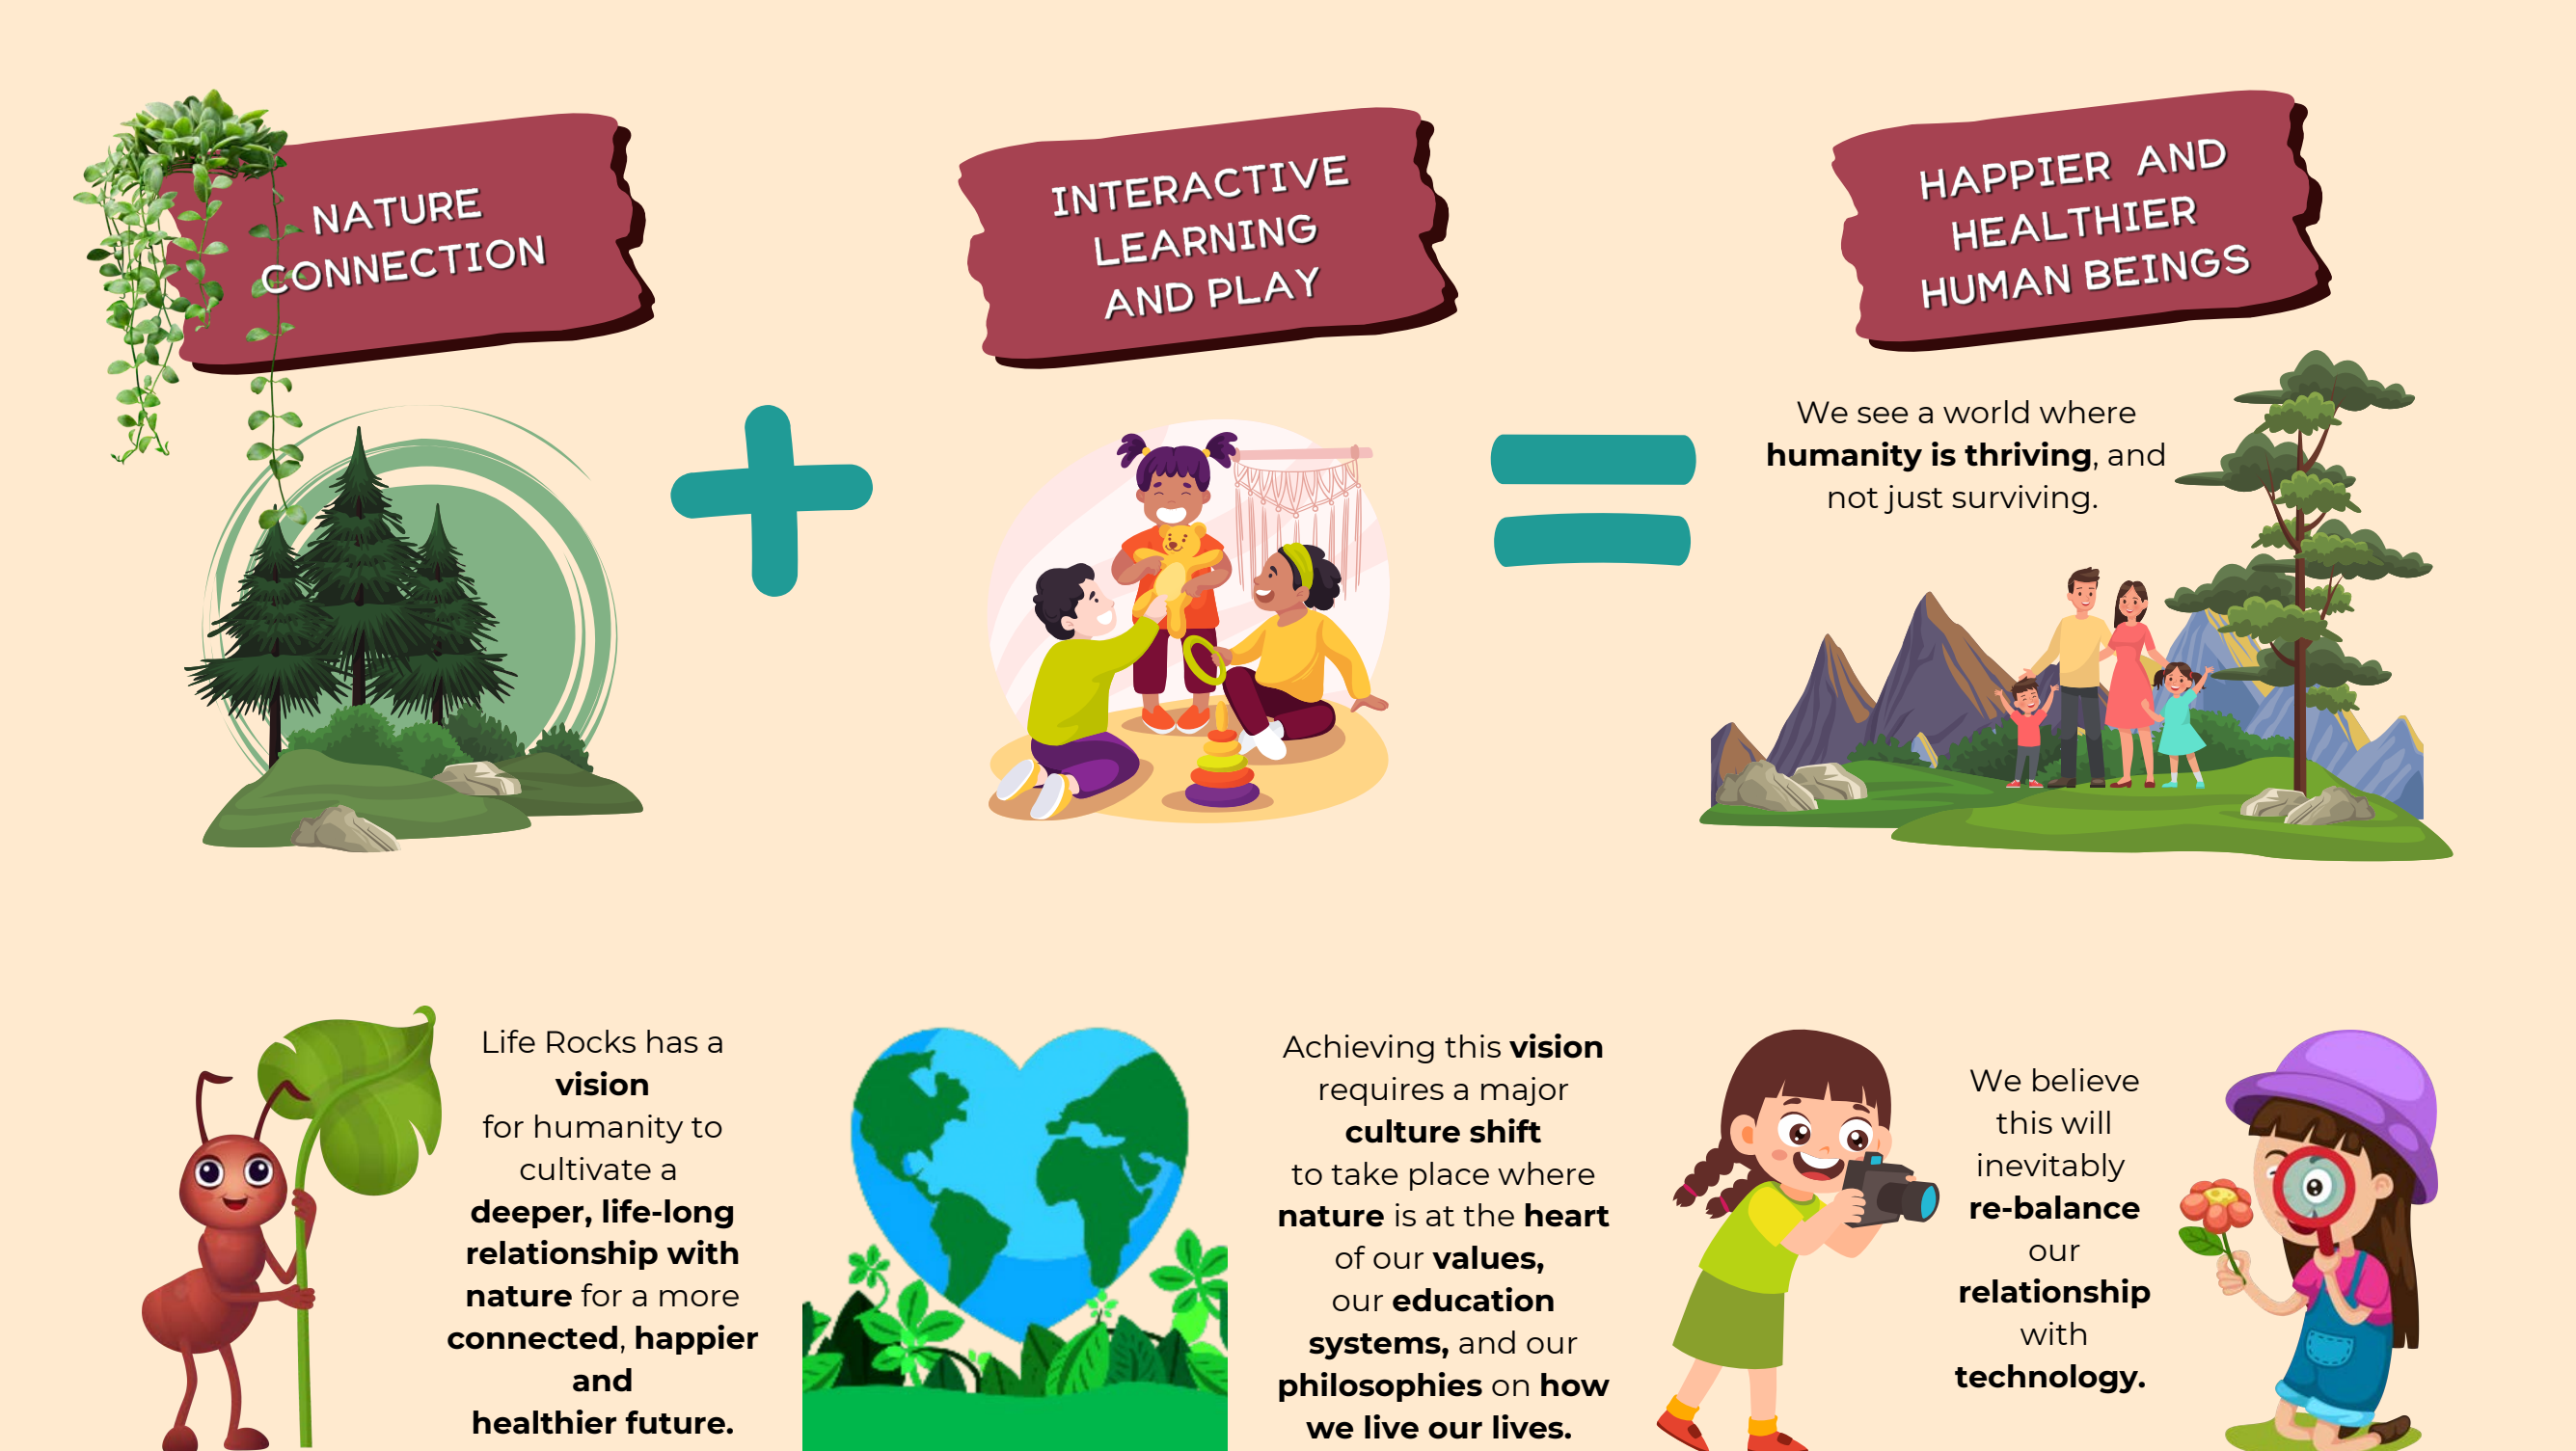 NATURE
CONNECTION
INTERACTIVE
LEARNING
AND PLAY
HAPPIER AND
HEALTHIER
HUMAN BEINGS
We see a world where
humanity is thriving, and
not just surviving.
Life Rocks has a
vision
for humanity to
cultivate a
deeper, life-long
relationship with
nature for a more
connected, happier
and
healthier future.
Achieving this vision
requires a major
culture shift
to take place where
nature is at the heart
of our values,
our education
systems, and our
philosophies on how
we live our lives.
We believe
this will
inevitably
re-balance
our
relationship
with
technology.